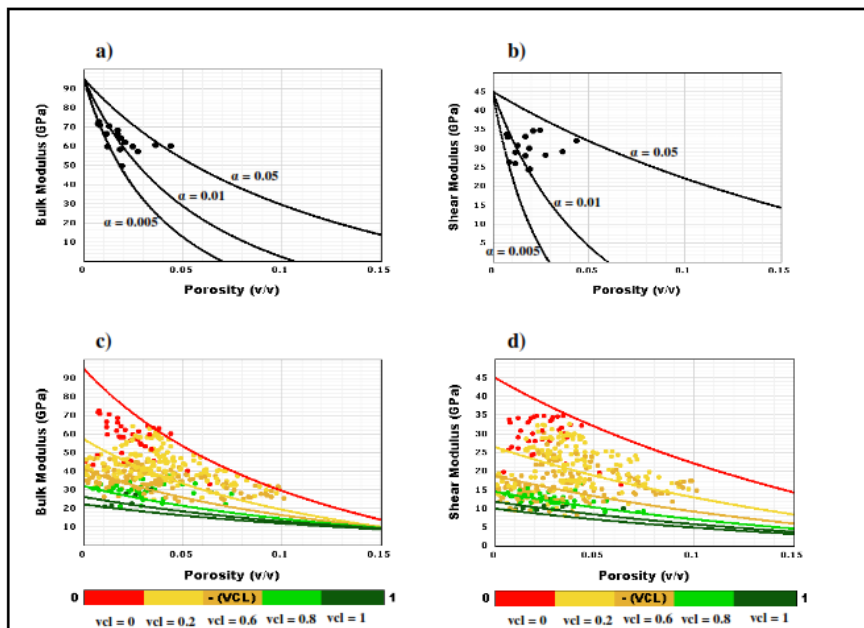 a)
b)
Bulk Modulus (GPa)
90
80
70
60
50
40
30
20
10
α = 0.05
α = 0.01
α = 0.005
0
0.05
0.1
0.15
Porosity (v/v)
Shear Modulus (GPa)
45
40
35
30
25
20
15
10
5
0
α = 0.05
α = 0.01
α = 0.005
0
0.05
0.1
0.15
Porosity (v/v)
c)
d)
Bulk Modulus (GPa)
90
80
70
60
50
40
30
20
10
0
0.05
0.1
0.15
Porosity (v/v)
Shear Modulus (GPa)
45
40
35
30
25
20
15
10
5
0
0
0.05
0.1
0.15
Porosity (v/v)
0 - (VCL) 1
vcl = 0 vcl = 0.2 vcl = 0.6 vcl = 0.8 vcl = 1
0 - (VCL) 1
vcl = 0 vcl = 0.2 vcl = 0.6 vcl = 0.8 vcl = 1